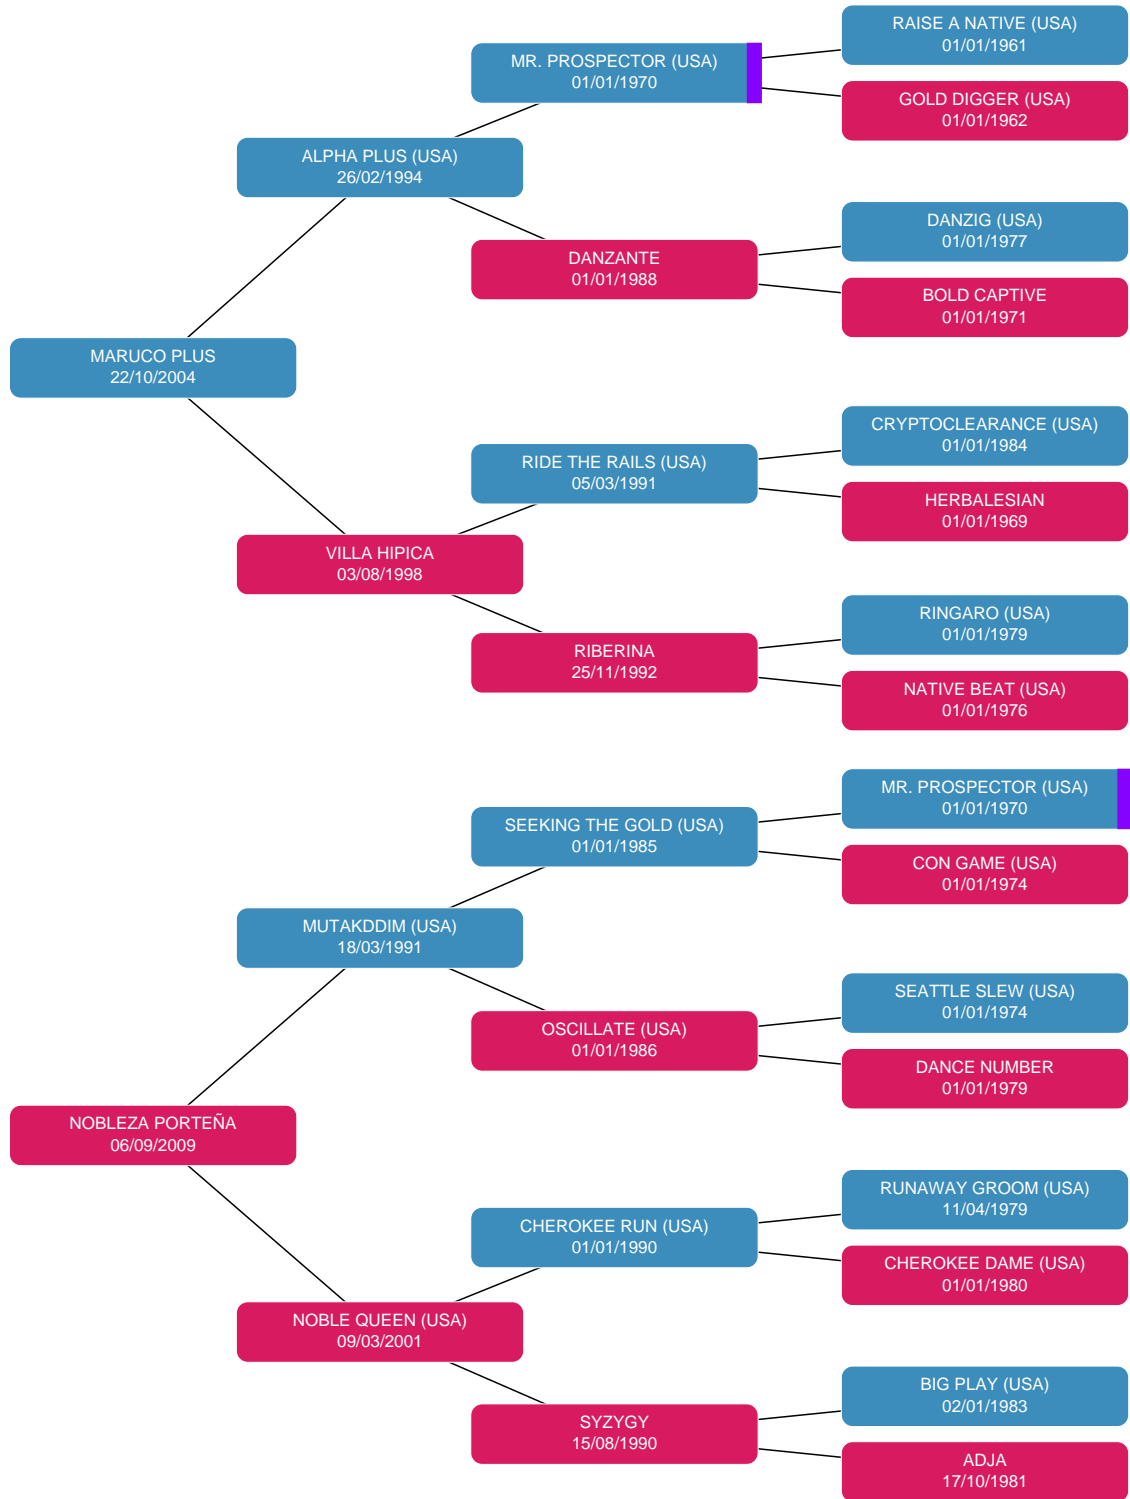 RAISE A NATIVE (USA)
01/01/1961
MR. PROSPECTOR (USA)
01/01/1970
GOLD DIGGER (USA)
01/01/1962
ALPHA PLUS (USA)
26/02/1994
DANZIG (USA)
01/01/1977
DANZANTE
01/01/1988
BOLD CAPTIVE
01/01/1971
MARUCO PLUS
22/10/2004
CRYPTOCLEARANCE (USA)
01/01/1984
RIDE THE RAILS (USA)
05/03/1991
HERBALESIAN
01/01/1969
VILLA HIPICA
03/08/1998
RINGARO (USA)
01/01/1979
RIBERINA
25/11/1992
NATIVE BEAT (USA)
01/01/1976
MR. PROSPECTOR (USA)
01/01/1970
SEEKING THE GOLD (USA)
01/01/1985
CON GAME (USA)
01/01/1974
MUTAKDDIM (USA)
18/03/1991
SEATTLE SLEW (USA)
01/01/1974
OSCILLATE (USA)
01/01/1986
DANCE NUMBER
01/01/1979
NOBLEZA PORTEÑA
06/09/2009
RUNAWAY GROOM (USA)
11/04/1979
CHEROKEE RUN (USA)
01/01/1990
CHEROKEE DAME (USA)
01/01/1980
NOBLE QUEEN (USA)
09/03/2001
BIG PLAY (USA)
02/01/1983
SYZYGY
15/08/1990
ADJA
17/10/1981